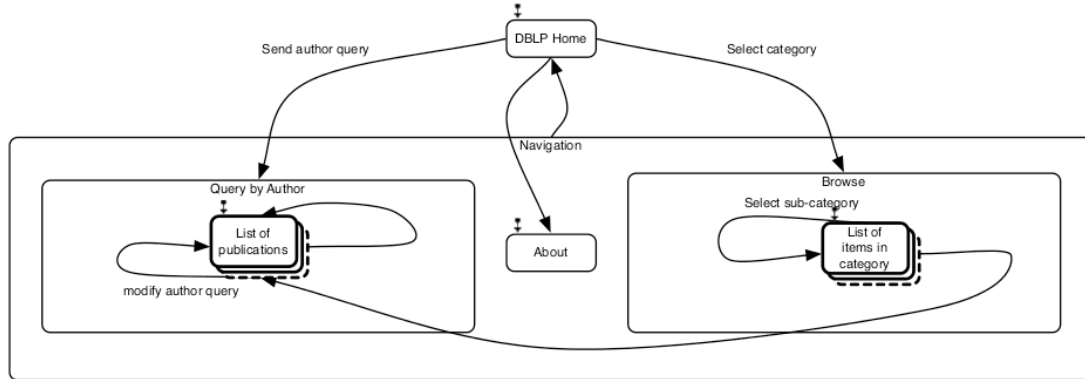 DBLP Home
Send author query
Select category
Navigation
Query by Author
Browse
Select sub-category
List of
publications
About
List of
items in
category
modify author query